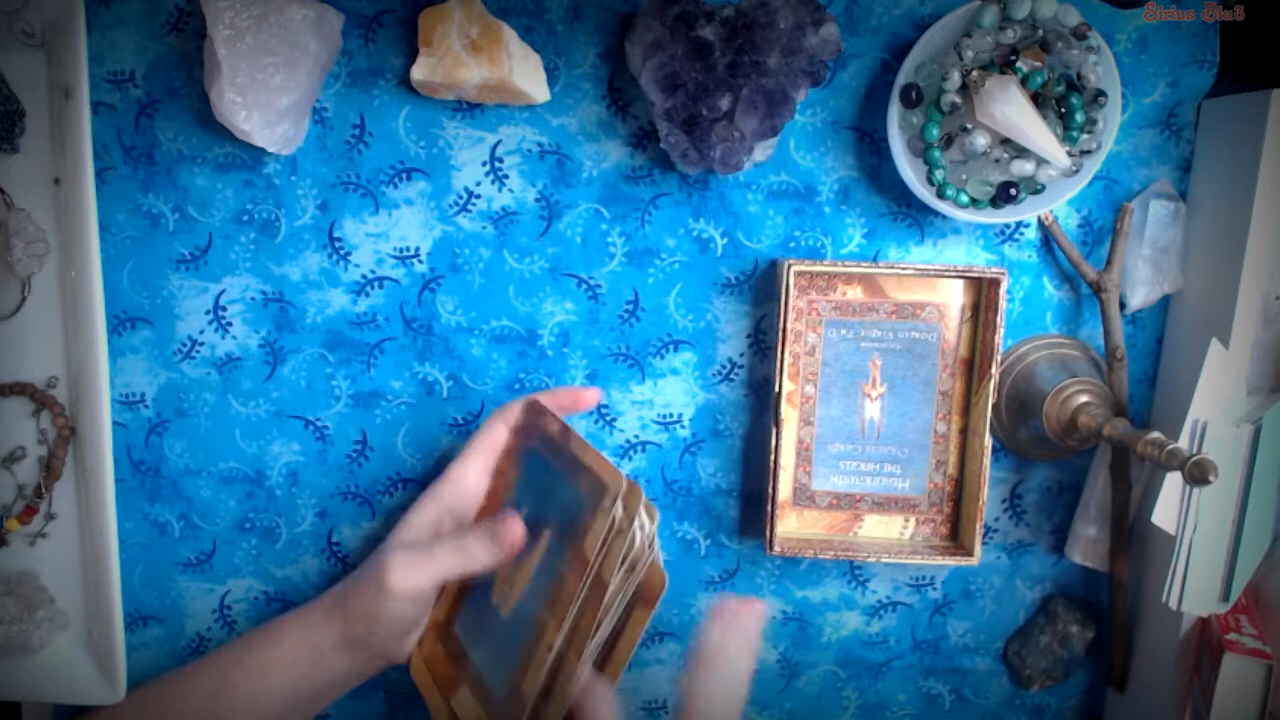 Sirius Blu3
HEALING WITH
THE ANGELS
ORACLE CARDS
DOREEN VIRTUE, PH.D.